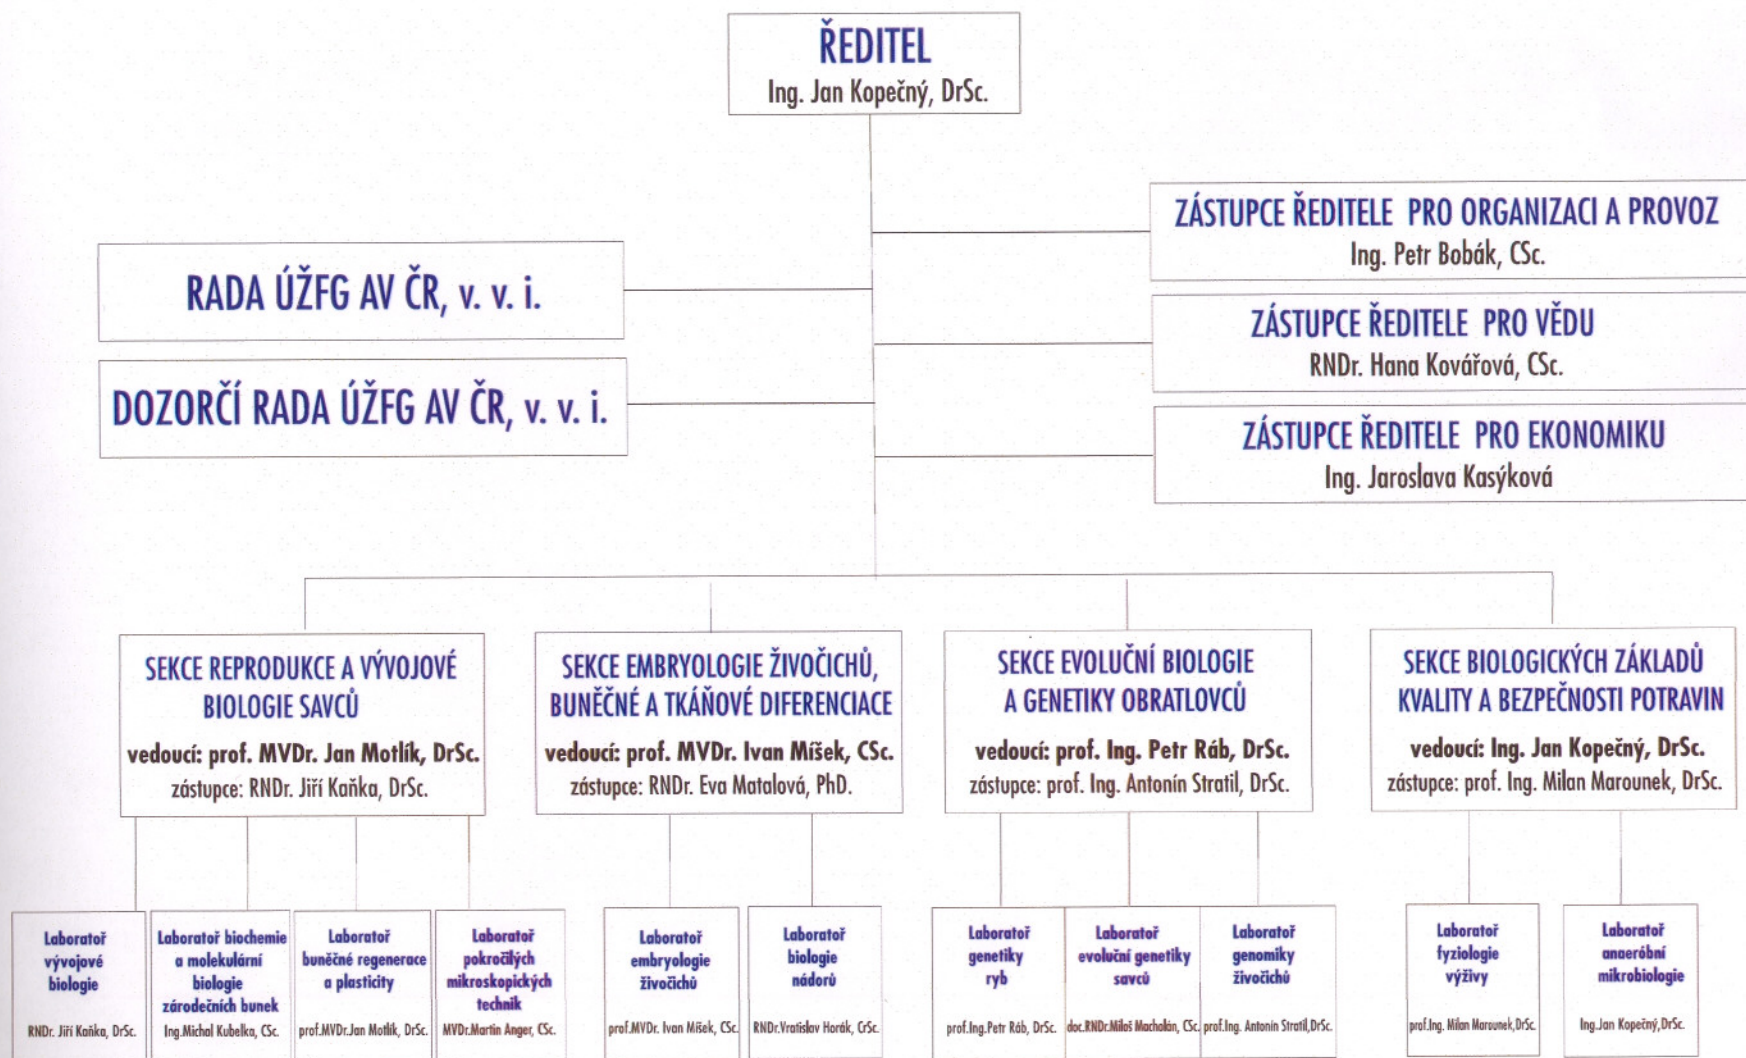 ŘEDITEL
Ing. Jan Kopečný, DrSc.
ZÁSTUPCE ŘEDITELE PRO ORGANIZACI A PROVOZ
Ing. Petr Bobák, CSc.
RADA ÚŽFG AV ČR, v. v. i.
ZÁSTUPCE ŘEDITELE PRO VĚDU
RNDr. Hana Kovářová, CSc.
DOZORČÍ RADA ÚŽFG AV ČR, v. v. i.
ZÁSTUPCE ŘEDITELE PRO EKONOMIKU
Ing. Jaroslava Kasýková
SEKCE REPRODUKCE A VÝVOJOVÉ
BIOLOGIE SAVCŮ
vedoucí: prof. MVDr. Jan Motlík, DrSc.
zástupce: RNDr. Jiří Kaňka, DrSc.
SEKCE EMBRYOLOGIE ŽIVOČICHŮ,
BUNĚČNÉ A TKÁŇOVÉ DIFERENCIACE
vedoucí: prof. MVDr. Ivan Míšek, CSc.
zástupce: RNDr. Eva Matalová, PhD.
SEKCE EVOLUČNÍ BIOLOGIE
A GENETIKY OBRATLOVCŮ
vedoucí: prof. Ing. Petr Ráb, DrSc.
zástupce: prof. Ing. Antonín Stratil, DrSc.
SEKCE BIOLOGICKÝCH ZÁKLADŮ
KVALITY A BEZPEČNOSTI POTRAVIN
vedoucí: Ing. Jan Kopečný, DrSc.
zástupce: prof. Ing. Milan Marounek, DrSc.
Laboratoř
vývojové
biologie
RNDr. Jiří Kaňka, DrSc.
Laboratoř biochemie
a molekulární
biologie
zárodečních bunek
Ing.Michal Kubelka, CSc.
Laboratoř
buněčné regenerace
a plasticity
prof.MVDr.Jan Motlík, DrSc.
Laboratoř
pokročilých
mikroskopických
technik
MVDr.Martin Anger, CSc.
Laboratoř
embryologie
živočichů
prof.MVDr. Ivan Míšek, CSc.
Laboratoř
biologie
nádorů
RNDr.Vratislav Horák, CrSc.
Laboratoř
genetiky
ryb
prof.Ing.Petr Ráb, DrSc.
Laboratoř
evoluční genetiky
savců
doc.RNDr.Miloš Macholán, CSc.
Laboratoř
genomiky
živočichů
prof.Ing. Antonín Stratil,DrSc.
Laboratoř
fyziologie
výživy
prof.Ing. Milan Marounek,DrSc.
Laboratoř
anaeróbní
mikrobiologie
Ing.Jan Kopečný,DrSc.